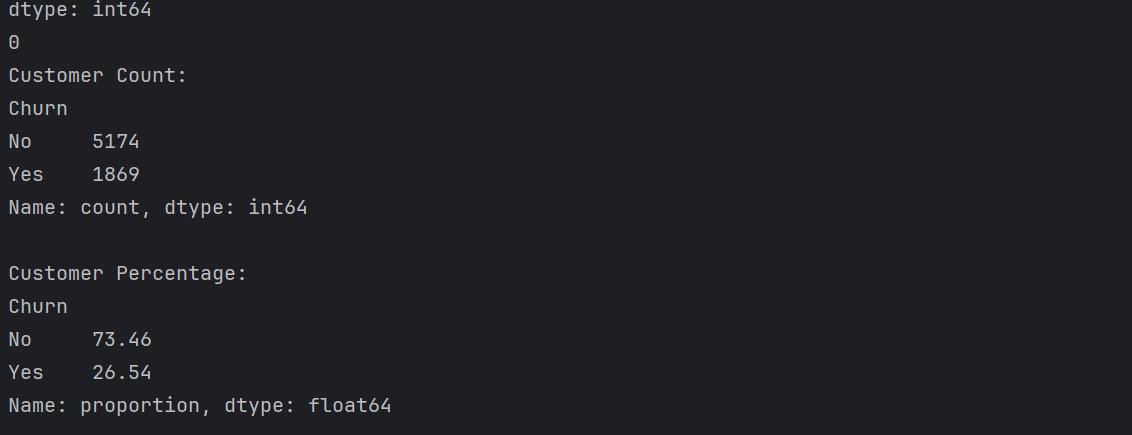 dtype: int64
0
Customer Count:
Churn
No     5174
Yes    1869
Name: count, dtype: int64

Customer Percentage:
Churn
No     73.46
Yes    26.54
Name: proportion, dtype: float64